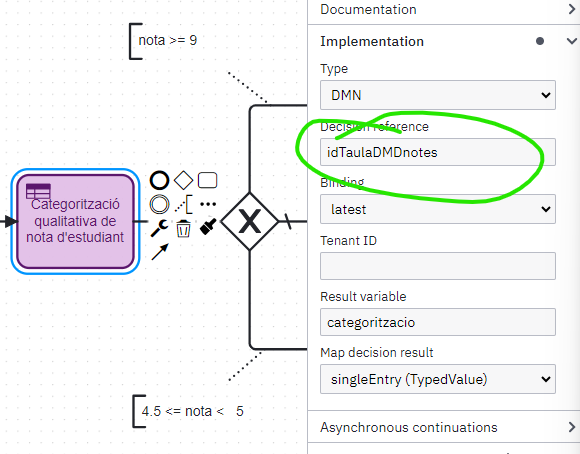 nota >= 9
Categorització
qualitativa de
nota d'estudiant
4.5 <= nota < 5
Documentation
Implementation
Type
DMN
Decision reference
idTaulaDMDnotes
Binding
latest
Tenant ID
Result variable
categoritzacio
Map decision result
singleEntry (TypedValue)
Asynchronous continuations